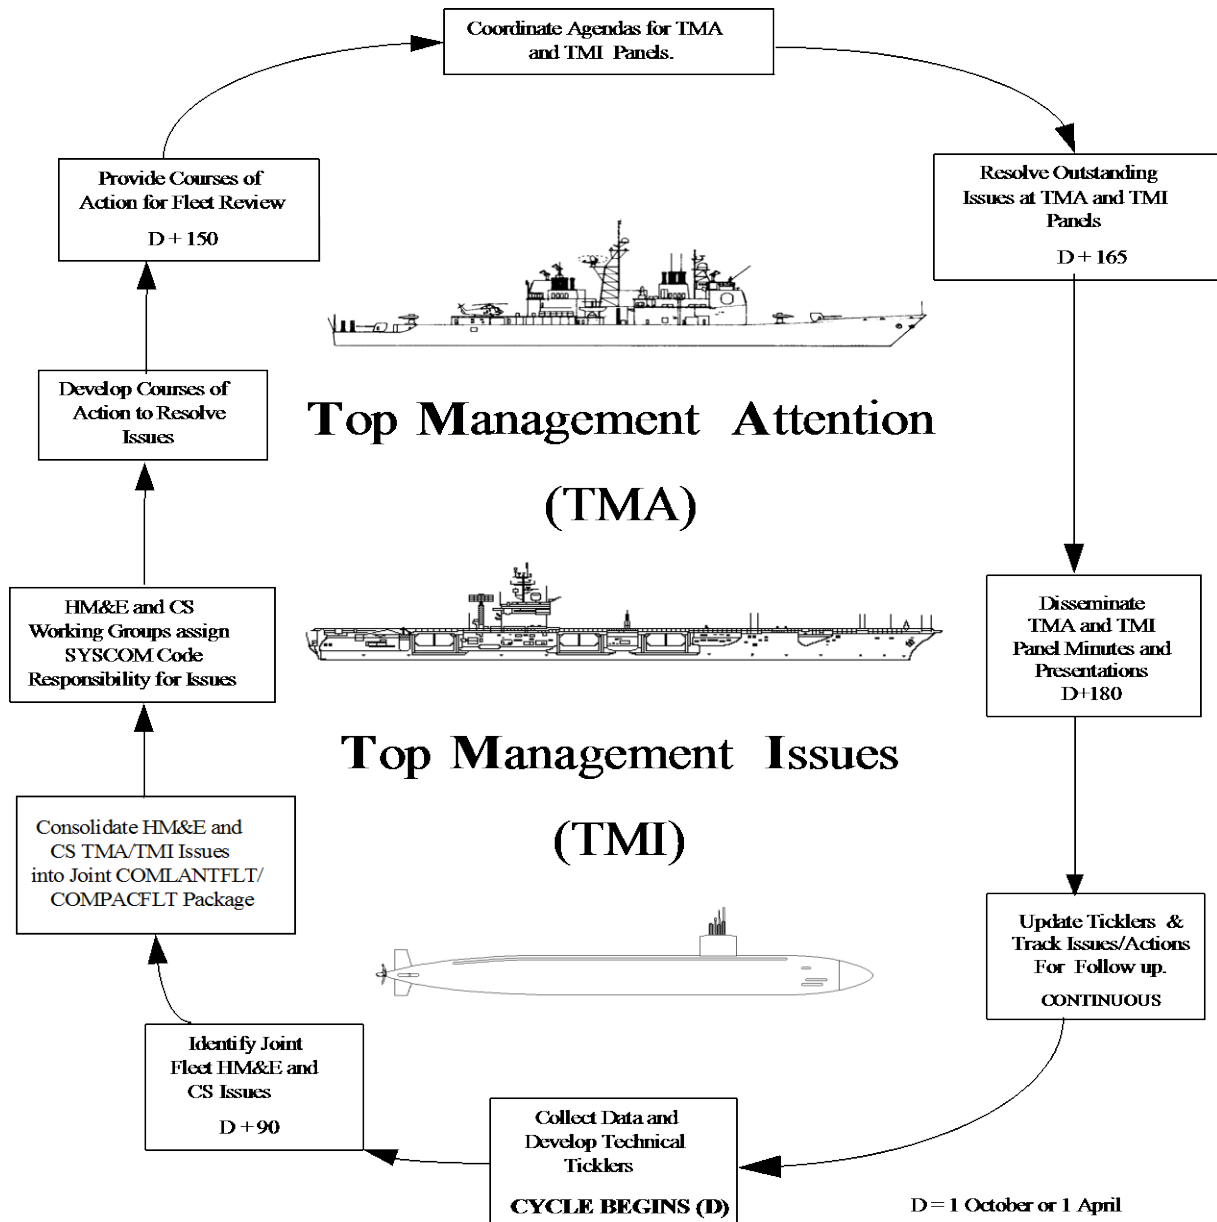 Coordinate Agendas for TMA
and TMI Panels.
Provide Courses of
Action for Fleet Review
D + 150
Resolve Outstanding
Issues at TMA and TMI
Panels
D + 165
Develop Courses of
Action to Resolve
Issues
Top Management Attention
(TMA)
HM&E and CS
Working Groups assign
SYSCOM Code
Responsibility for Issues
Disseminate
TMA and TMI
Panel Minutes and
Presentations
D+180
Top Management Issues
(TMI)
Consolidate HM&E and
CS TMA/TMI Issues
into Joint COMLANTFLT/
COMPACFLT Package
Update Ticklers &
Track Issues/Actions
For Follow up.
CONTINUOUS
Identify Joint
Fleet HM&E and
CS Issues
D + 90
Collect Data and
Develop Technical
Ticklers
CYCLE BEGINS (D)
D = 1 October or 1 April